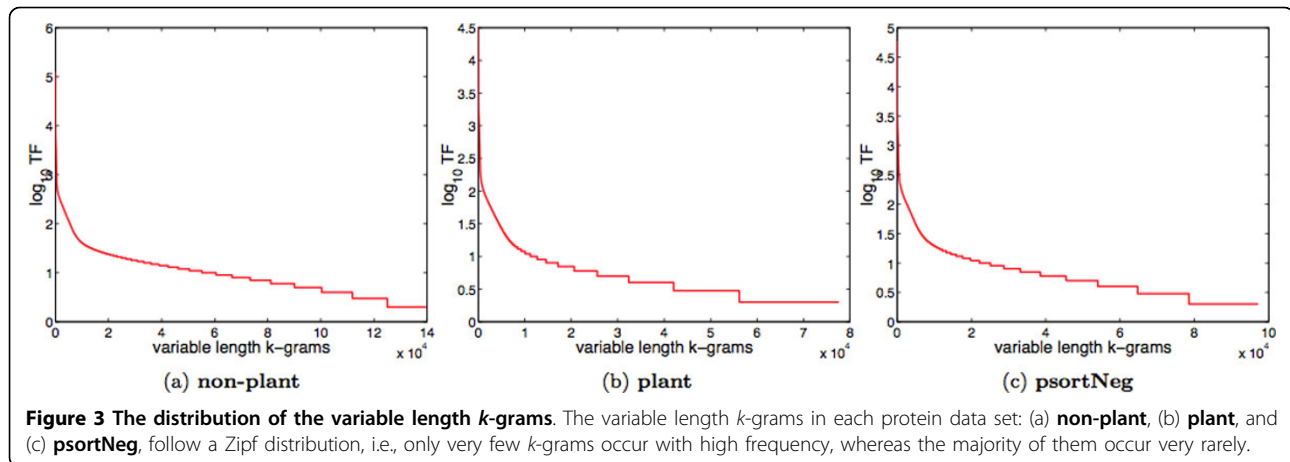 6
5
4
3
2
1
0
log10 TF
0 2 4 6 8 10 12 14
x 10^4
variable length k-grams
(a) non-plant
4.5
4
3.5
3
2.5
2
1.5
1
0.5
0
log10 TF
0 1 2 3 4 5 6 7 8
x 10^4
variable length k-grams
(b) plant
5
4.5
4
3.5
3
2.5
2
1.5
1
0.5
0
log10 TF
0 2 4 6 8 10
x 10^4
variable length k-grams
(c) psortNeg
Figure 3 The distribution of the variable length k-grams. The variable length k-grams in each protein data set: (a) non-plant, (b) plant, and
(c) psortNeg, follow a Zipf distribution, i.e., only very few k-grams occur with high frequency, whereas the majority of them occur very rarely.